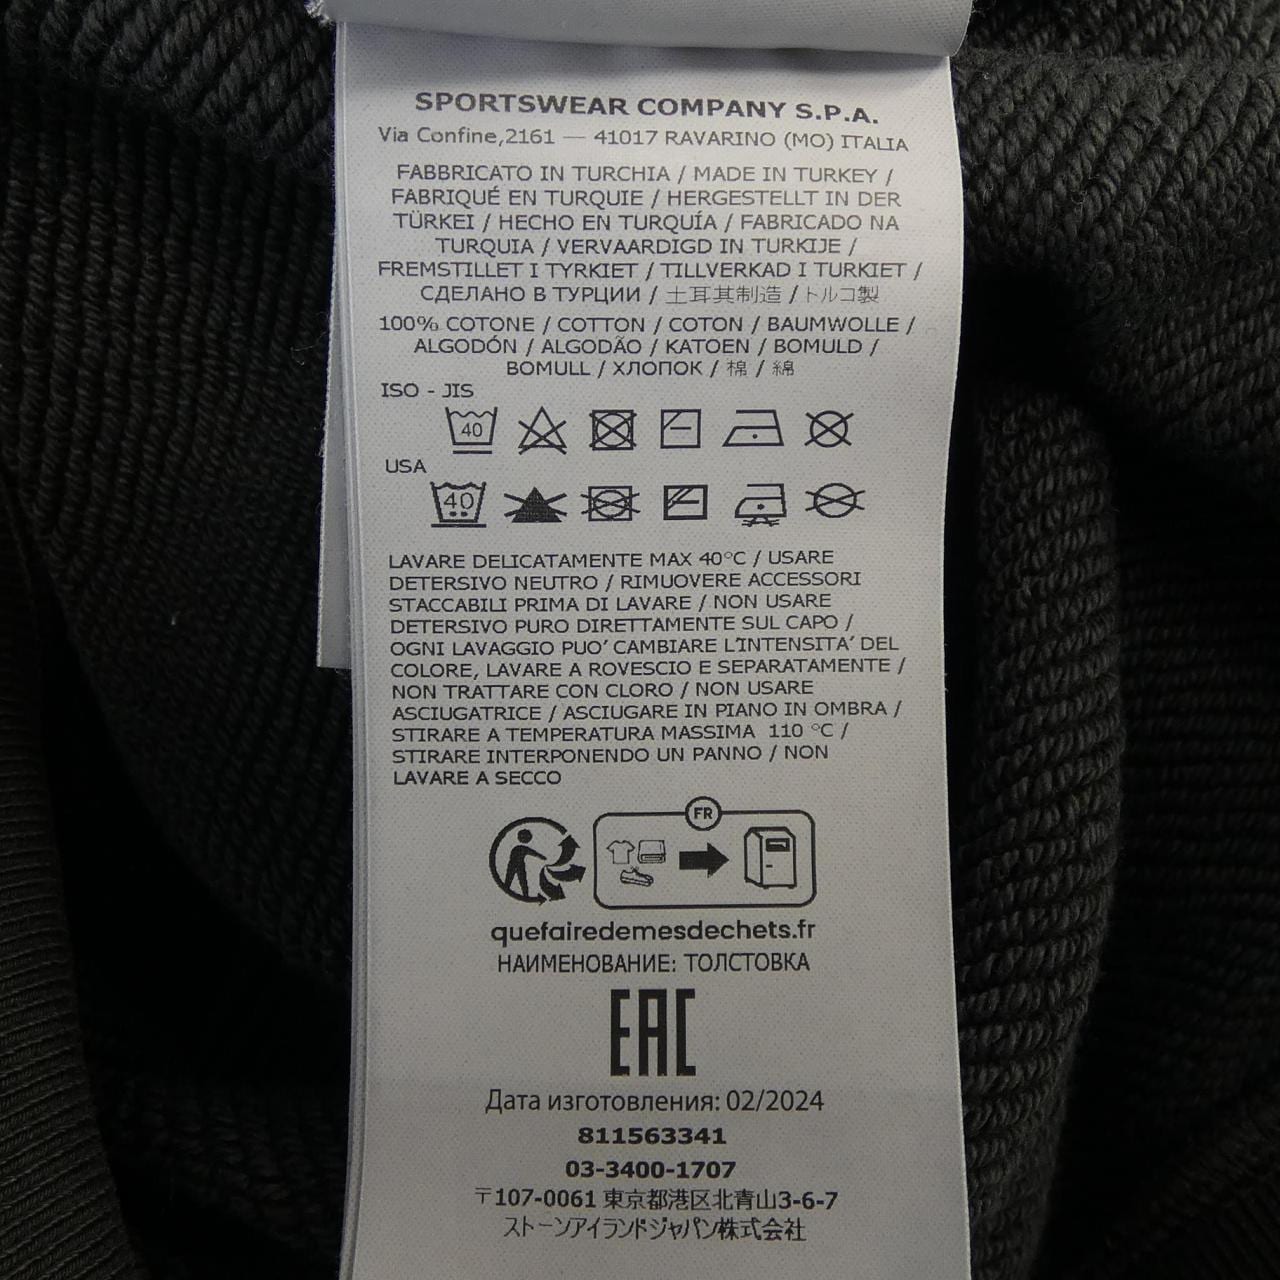 SPORTSWEAR COMPANY S.P.A.
Via Confine,2161 — 41017 RAVARINO (MO) ITALIA
FABBRICATO IN TURCHIA / MADE IN TURKEY /
FABRIQUÉ EN TURQUIE / HERGESTELLT IN DER
TÜRKEI / HECHO EN TURQUÍA / FABRICADO NA
TURQUIA / VERVAARDIGD IN TURKIJE /
FREMSTILLET I TYRKIET / TILLVERKAD I TURKIET /
СДЕЛАНО В ТУРЦИИ / 土耳其制造 / トルコ製
100% COTONE / COTTON / COTON / BAUMWOLLE /
ALGODÓN / ALGODÃO / KATOEN / BOMULD /
BOMULL / ХЛОПОК / 棉 / 綿
ISO - JIS
40
USA
40
LAVARE DELICATAMENTE MAX 40°C / USARE
DETERSIVO NEUTRO / RIMUOVERE ACCESSORI
STACCABILI PRIMA DI LAVARE / NON USARE
DETERSIVO PURO DIRETTAMENTE SUL CAPO /
OGNI LAVAGGIO PUO' CAMBIARE L'INTENSITA' DEL
COLORE, LAVARE A ROVESCIO E SEPARATAMENTE /
NON TRATTARE CON CLORO / NON USARE
ASCIUGATRICE / ASCIUGARE IN PIANO IN OMBRA /
STIRARE A TEMPERATURA MASSIMA 110 °C /
STIRARE INTERPONENDO UN PANNO / NON
LAVARE A SECCO
FR
quefairedemesdechets.fr
НАИМЕНОВАНИЕ: ТОЛСТОВКА
EAC
Дата изготовления: 02/2024
811563341
03-3400-1707
〒107-0061 東京都港区北青山3-6-7
ストーンアイランドジャパン株式会社